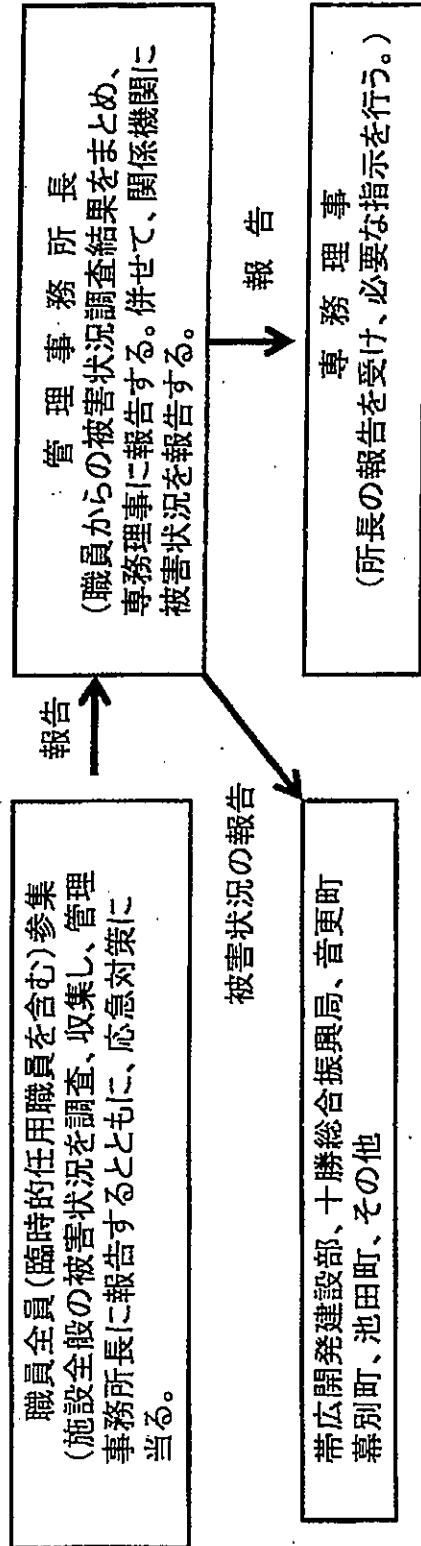 職員全員(臨時的任用職員を含む)参集
(施設全般の被害状況を調査、収集し、管理
事務所長に報告するとともに、応急対策に
当る。
報告
管理事務所長
(職員からの被害状況調査結果をまとめ、
専務理事に報告する。併せて、関係機関に
被害状況を報告する。
被害状況の報告
報告
帯広開発建設部、十勝総合振興局、音更町
幕別町、池田町、その他
専務理事
(所長の報告を受け、必要な指示を行う。)